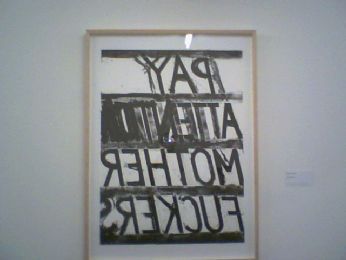 PAY
ATTENTION
MOTHER
FUCKERS